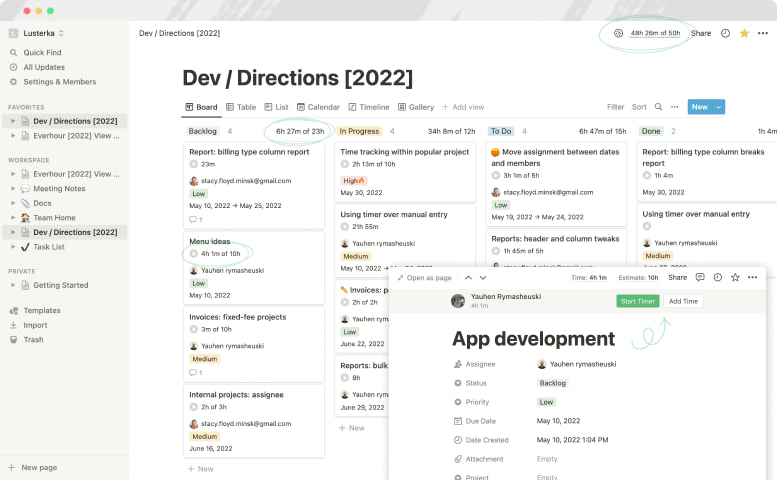 L Lusterka
Quick Find
All Updates
Settings & Members
FAVORITES
Dev / Directions [2022]
Everhour [2022] View ...
WORKSPACE
Everhour [2022] View ...
Meeting Notes
Docs
Team Home
Dev / Directions [2022]
Task List
PRIVATE
Getting Started
Templates
Import
Trash
New page
Dev / Directions [2022]
48h 26m of 50h Share
Dev / Directions [2022]
Board Table List Calendar Timeline Gallery + Add view
Filter Sort New
Backlog 4 6h 27m of 23h
Report: billing type column report
23m
stacy.floyd.minsk@gmail.com
Low
May 10, 2022 → May 25, 2022
1
Menu ideas
4h 1m of 10h
Yauhen rymasheuski
Low
May 10, 2022
Invoices: fixed-fee projects
3m of 10h
Yauhen rymasheuski
Medium
1
Internal projects: assignee
2h of 3h
stacy.floyd.minsk@gmail.com
Medium
June 16, 2022
+ New
In Progress 4 34h 8m of 12h
Time tracking within popular project
2h 13m of 10h
High
May 30, 2022
Using timer over manual entry
21h 55m
Yauhen rymasheuski
Medium
May 10, 2022 → May
Invoices:
2h of 2h
Yauhen
Low
June 22, 2022
Reports: bulk
8h
Yauhen
June 29, 2022
+ New
To Do 4 6h 47m of 15h
Move assignment between dates
and members
3h 1m of 5h
stacy.floyd.minsk@gmail.com
Low
May 19, 2022 → May 24, 2022
Reports: header and column tweaks
1h 45m of 5h
Done 2 1h 4m
Report: billing type column breaks
report
1h 4m
May 30, 2022
Using timer over manual entry
Yauhen rymasheuski
Medium
Open as page
Time: 4h 1m Estimate: 10h Share
Yauhen Rymasheuski
4h 1m
Start Timer Add Time
App development
Assignee Yauhen rymasheuski
Status Backlog
Priority Low
Due Date May 10, 2022
Date Created May 10, 2022 1:04 PM
Attachment Empty
Project Empty